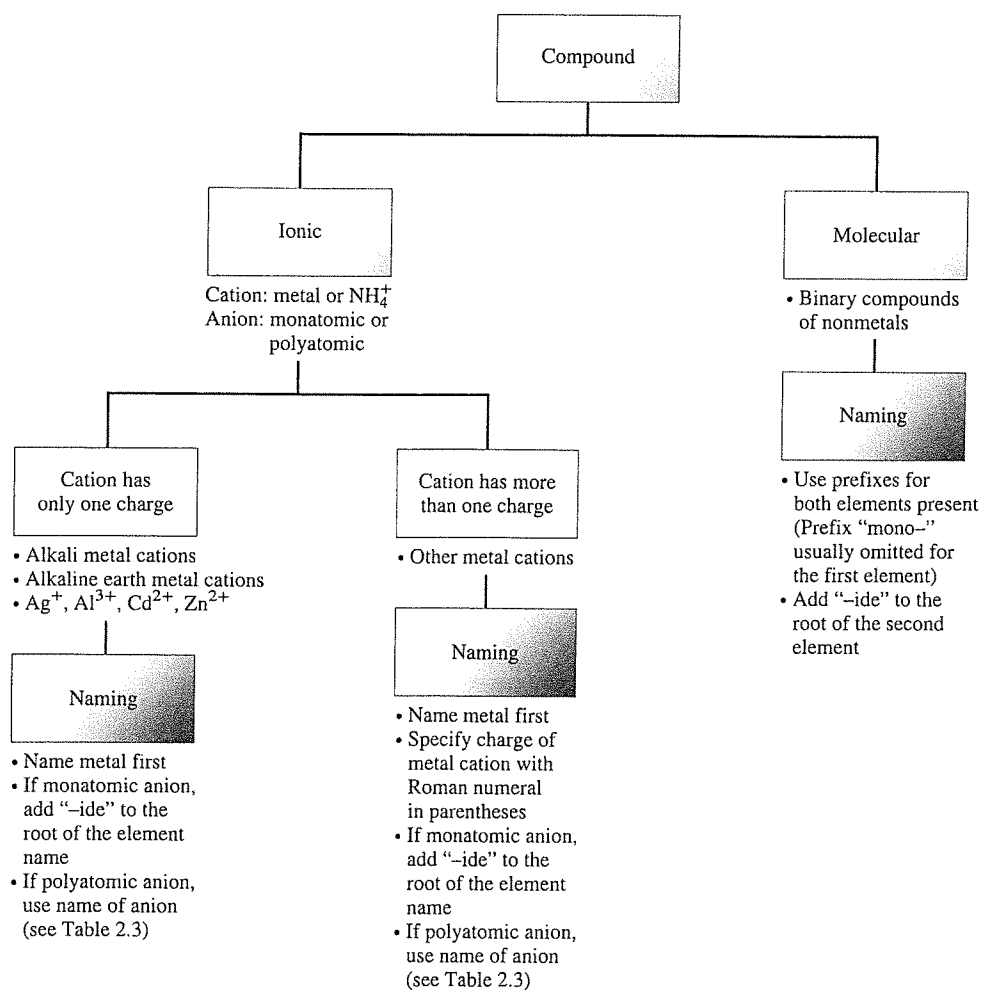 Compound
Ionic
Cation: metal or NH₄⁺
Anion: monatomic or
polyatomic
Cation has
only one charge
• Alkali metal cations
• Alkaline earth metal cations
• Ag⁺, Al³⁺, Cd²⁺, Zn²⁺
Naming
• Name metal first
• If monatomic anion,
add “–ide” to the
root of the element
name
• If polyatomic anion,
use name of anion
(see Table 2.3)
Cation has more
than one charge
• Other metal cations
Naming
• Name metal first
• Specify charge of
metal cation with
Roman numeral
in parentheses
• If monatomic anion,
add “–ide” to the
root of the element
name
• If polyatomic anion,
use name of anion
(see Table 2.3)
Molecular
• Binary compounds
of nonmetals
Naming
• Use prefixes for
both elements present
(Prefix “mono–”
usually omitted for
the first element)
• Add “–ide” to the
root of the second
element